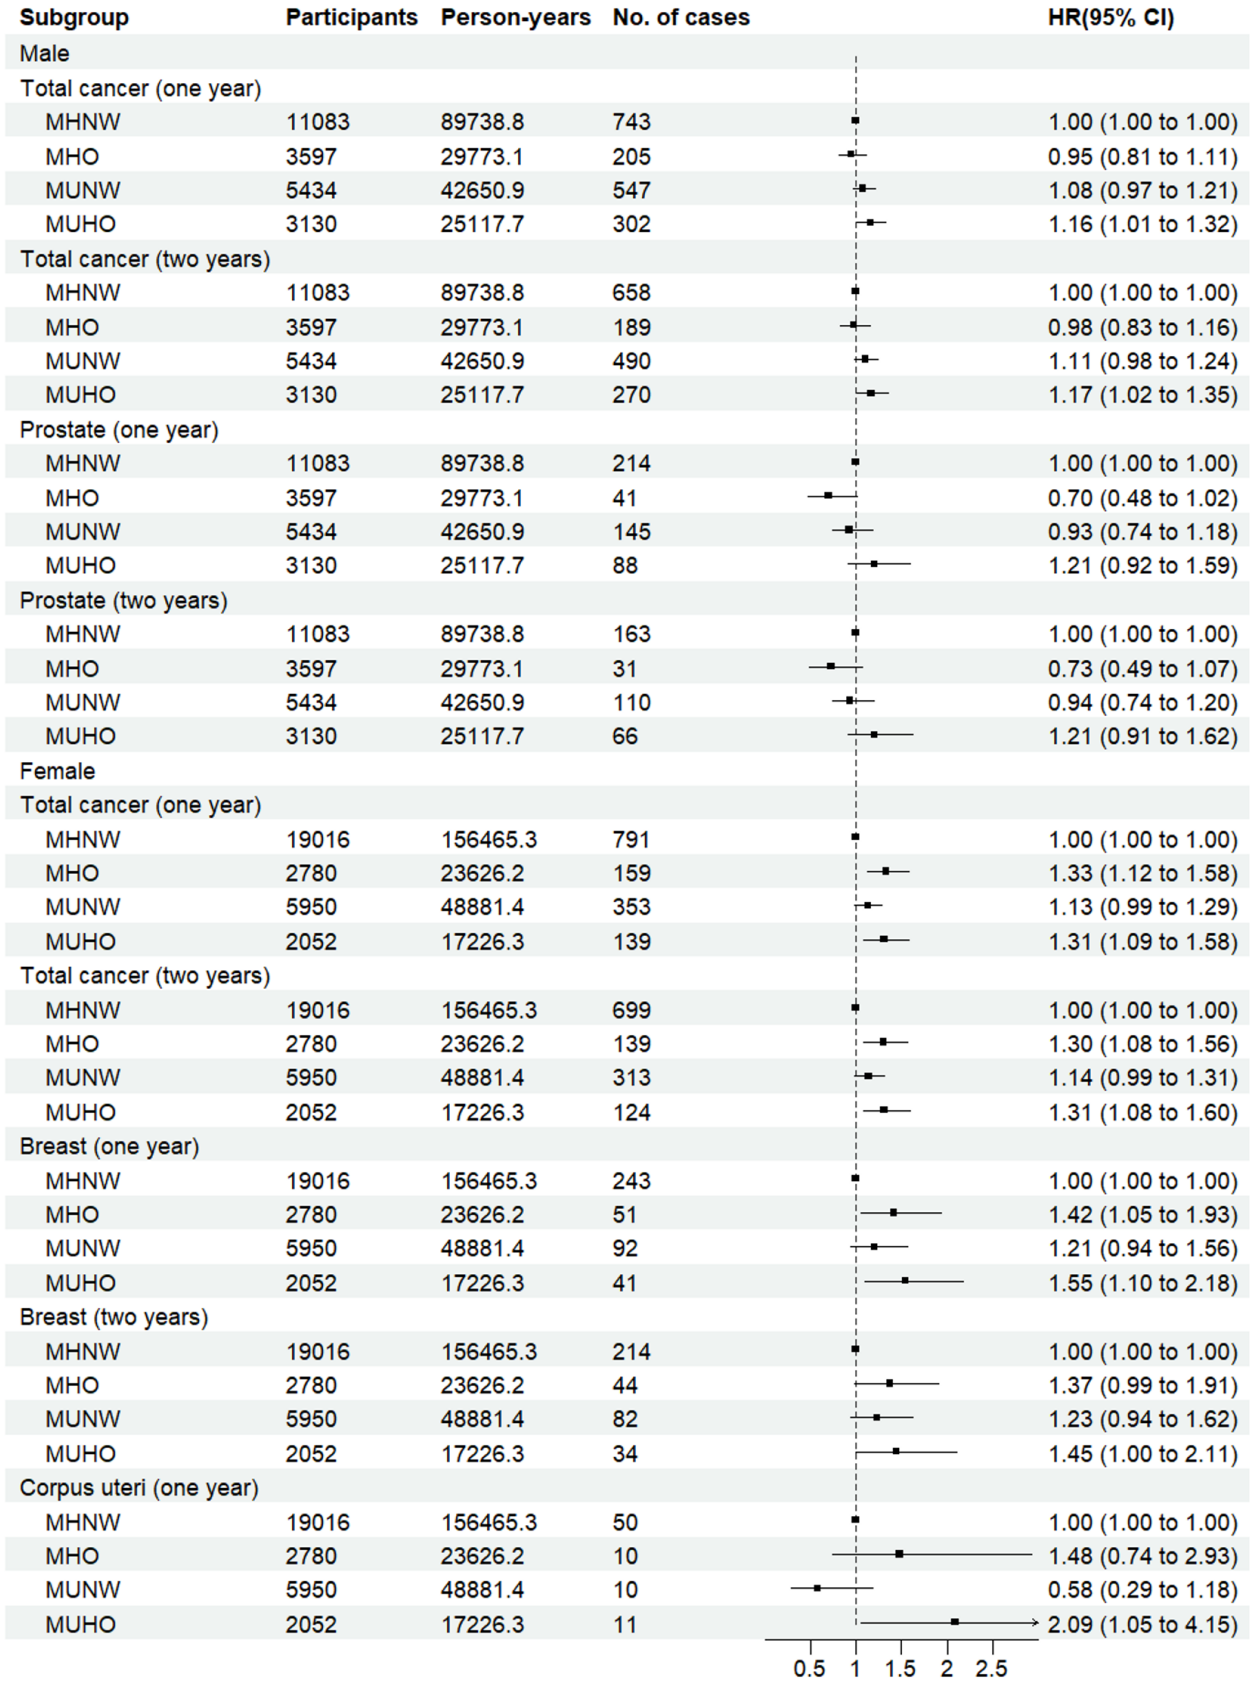 Subgroup Participants Person-years No. of cases HR(95% CI)
Male
Total cancer (one year)
MHNW 11083 89738.8 743 1.00 (1.00 to 1.00)
MHO 3597 29773.1 205 0.95 (0.81 to 1.11)
MUNW 5434 42650.9 547 1.08 (0.97 to 1.21)
MUHO 3130 25117.7 302 1.16 (1.01 to 1.32)
Total cancer (two years)
MHNW 11083 89738.8 658 1.00 (1.00 to 1.00)
MHO 3597 29773.1 189 0.98 (0.83 to 1.16)
MUNW 5434 42650.9 490 1.11 (0.98 to 1.24)
MUHO 3130 25117.7 270 1.17 (1.02 to 1.35)
Prostate (one year)
MHNW 11083 89738.8 214 1.00 (1.00 to 1.00)
MHO 3597 29773.1 41 0.70 (0.48 to 1.02)
MUNW 5434 42650.9 145 0.93 (0.74 to 1.18)
MUHO 3130 25117.7 88 1.21 (0.92 to 1.59)
Prostate (two years)
MHNW 11083 89738.8 163 1.00 (1.00 to 1.00)
MHO 3597 29773.1 31 0.73 (0.49 to 1.07)
MUNW 5434 42650.9 110 0.94 (0.74 to 1.20)
MUHO 3130 25117.7 66 1.21 (0.91 to 1.62)
Female
Total cancer (one year)
MHNW 19016 156465.3 791 1.00 (1.00 to 1.00)
MHO 2780 23626.2 159 1.33 (1.12 to 1.58)
MUNW 5950 48881.4 353 1.13 (0.99 to 1.29)
MUHO 2052 17226.3 139 1.31 (1.09 to 1.58)
Total cancer (two years)
MHNW 19016 156465.3 699 1.00 (1.00 to 1.00)
MHO 2780 23626.2 139 1.30 (1.08 to 1.56)
MUNW 5950 48881.4 313 1.14 (0.99 to 1.31)
MUHO 2052 17226.3 124 1.31 (1.08 to 1.60)
Breast (one year)
MHNW 19016 156465.3 243 1.00 (1.00 to 1.00)
MHO 2780 23626.2 51 1.42 (1.05 to 1.93)
MUNW 5950 48881.4 92 1.21 (0.94 to 1.56)
MUHO 2052 17226.3 41 1.55 (1.10 to 2.18)
Breast (two years)
MHNW 19016 156465.3 214 1.00 (1.00 to 1.00)
MHO 2780 23626.2 44 1.37 (0.99 to 1.91)
MUNW 5950 48881.4 82 1.23 (0.94 to 1.62)
MUHO 2052 17226.3 34 1.45 (1.00 to 2.11)
Corpus uteri (one year)
MHNW 19016 156465.3 50 1.00 (1.00 to 1.00)
MHO 2780 23626.2 10 1.48 (0.74 to 2.93)
MUNW 5950 48881.4 10 0.58 (0.29 to 1.18)
MUHO 2052 17226.3 11 2.09 (1.05 to 4.15)
0.5 1 1.5 2 2.5